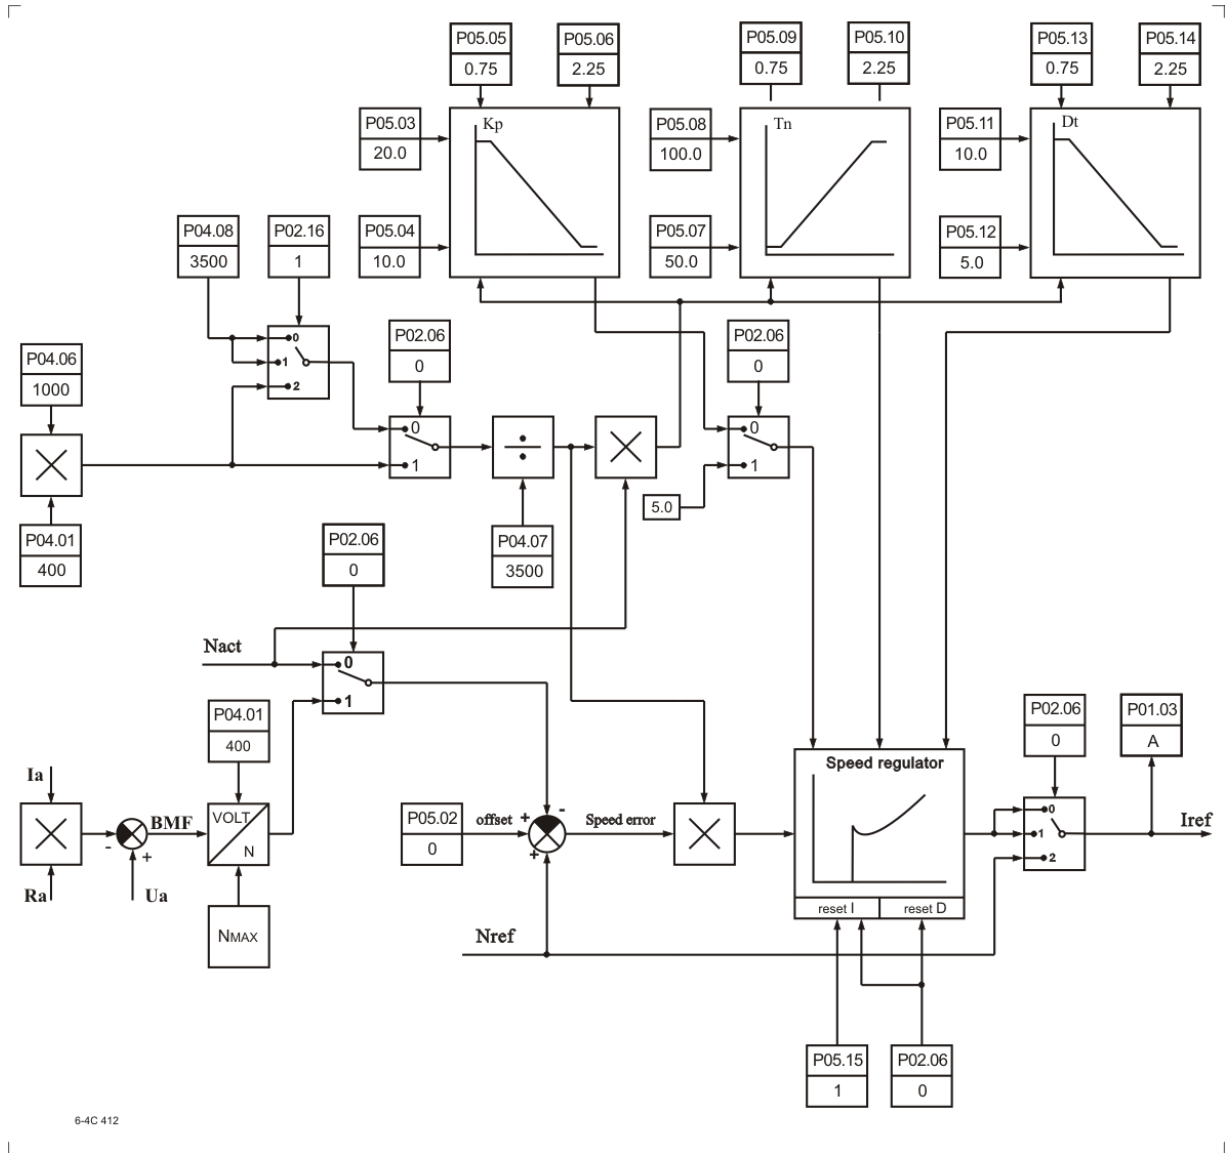 P05.05
P05.06
P05.09
P05.10
P05.13
P05.14
0.75
2.25
0.75
2.25
0.75
2.25
P05.03
20.0
Kp
P05.08
100.0
Tn
P05.11
10.0
Dt
P04.08
3500
P02.16
1
P05.04
10.0
P05.07
50.0
P05.12
5.0
0
1
2
P04.06
1000
P02.06
0
P02.06
0
0
1
0
1
5.0
P04.01
400
P02.06
0
P04.07
3500
Nact
0
1
P04.01
400
P02.06
0
P01.03
A
Ia
Speed regulator
VOLT
N
BMF
-
+
Ra
Ua
P05.02
0
offset
+
-
+
Speed error
0
1
2
Iref
reset I
reset D
NMAX
Nref
P05.15
1
P02.06
0
6-4C 412